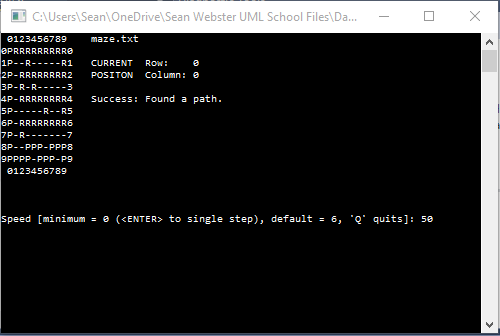 C:\Users\Sean\OneDrive\Sean Webster UML School Files\Da...
 0123456789    maze.txt
0PRRRRRRRRR0
1P--R-----R1   CURRENT  Row:    0
2P-RRRRRRRR2   POSITON  Column: 0
3P-R-R-----3
4P-RRRRRRRR4   Success: Found a path.
5P-----R--R5
6P-RRRRRRRR6
7P-R-------7
8P--PPP-PPP8
9PPPP-PPP-P9
 0123456789
Speed [minimum = 0 (<ENTER> to single step), default = 6, 'Q' quits]: 50